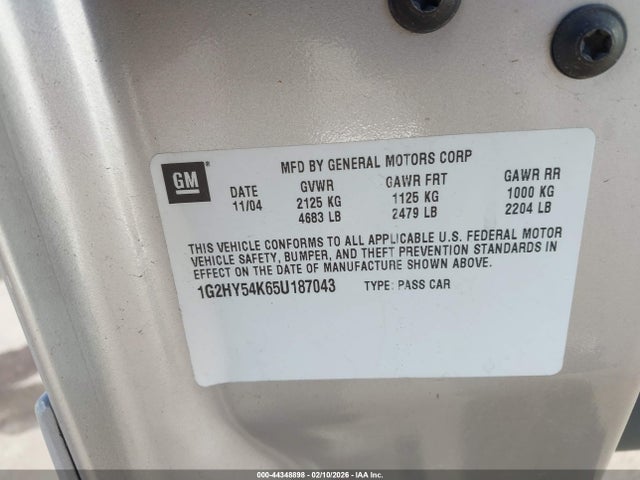 GM
MFD BY GENERAL MOTORS CORP
DATE GVWR GAWR FRT GAWR RR
11/04 2125 KG 1125 KG 1000 KG
4683 LB 2479 LB 2204 LB
THIS VEHICLE CONFORMS TO ALL APPLICABLE U.S. FEDERAL MOTOR
VEHICLE SAFETY, BUMPER, AND THEFT PREVENTION STANDARDS IN
EFFECT ON THE DATE OF MANUFACTURE SHOWN ABOVE.
1G2HY54K65U187043 TYPE: PASS CAR
000-44348898 - 02/10/2026 - IAA Inc.